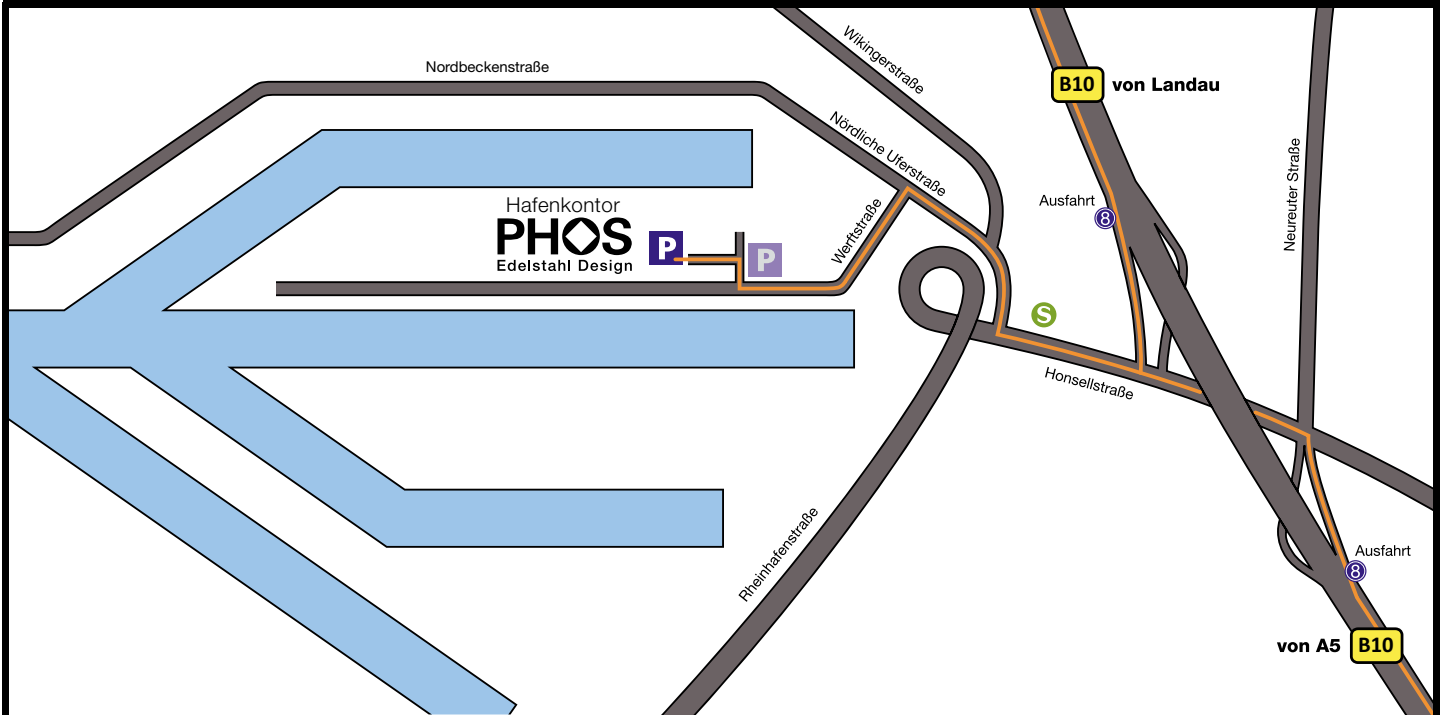 Wikingerstraße
Nordbeckenstraße
B10 von Landau
Nördliche Uferstraße
Neureuter Straße
Ausfahrt
8
Hafenkontor
PHOS
Edelstahl Design
P
P
Werftstraße
S
Honsellstraße
Rheinhafenstraße
Ausfahrt
8
von A5 B10